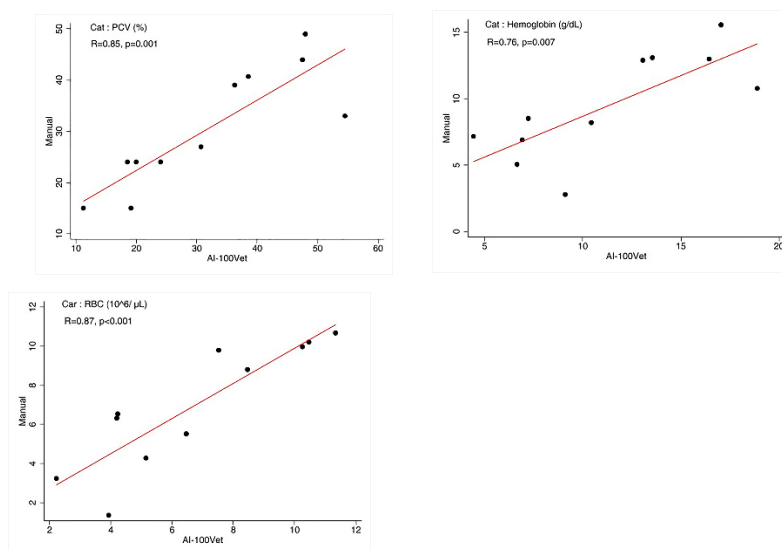 Cat : PCV (%)
R=0.85, p=0.001
Manual
50
40
30
20
10
10 20 30 40 50 60
AI-100Vet
Cat : Hemoglobin (g/dL)
R=0.76, p=0.007
Manual
15
10
5
0
5 10 15 20
AI-100Vet
Car : RBC (10^6/ µL)
R=0.87, p<0.001
Manual
12
10
8
6
4
2
2 4 6 8 10 12
AI-100Vet